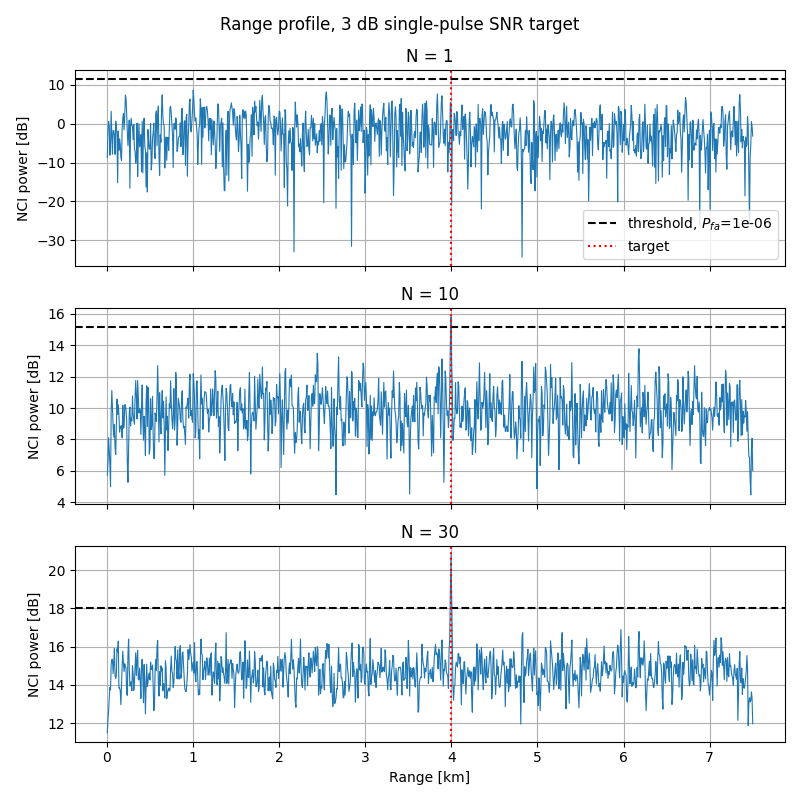 Range profile, 3 dB single-pulse SNR target
N = 1
NCI power [dB]
10
0
−10
−20
−30
threshold, P_fa=1e-06
target
N = 10
NCI power [dB]
16
14
12
10
8
6
4
N = 30
NCI power [dB]
20
18
16
14
12
0 1 2 3 4 5 6 7
Range [km]